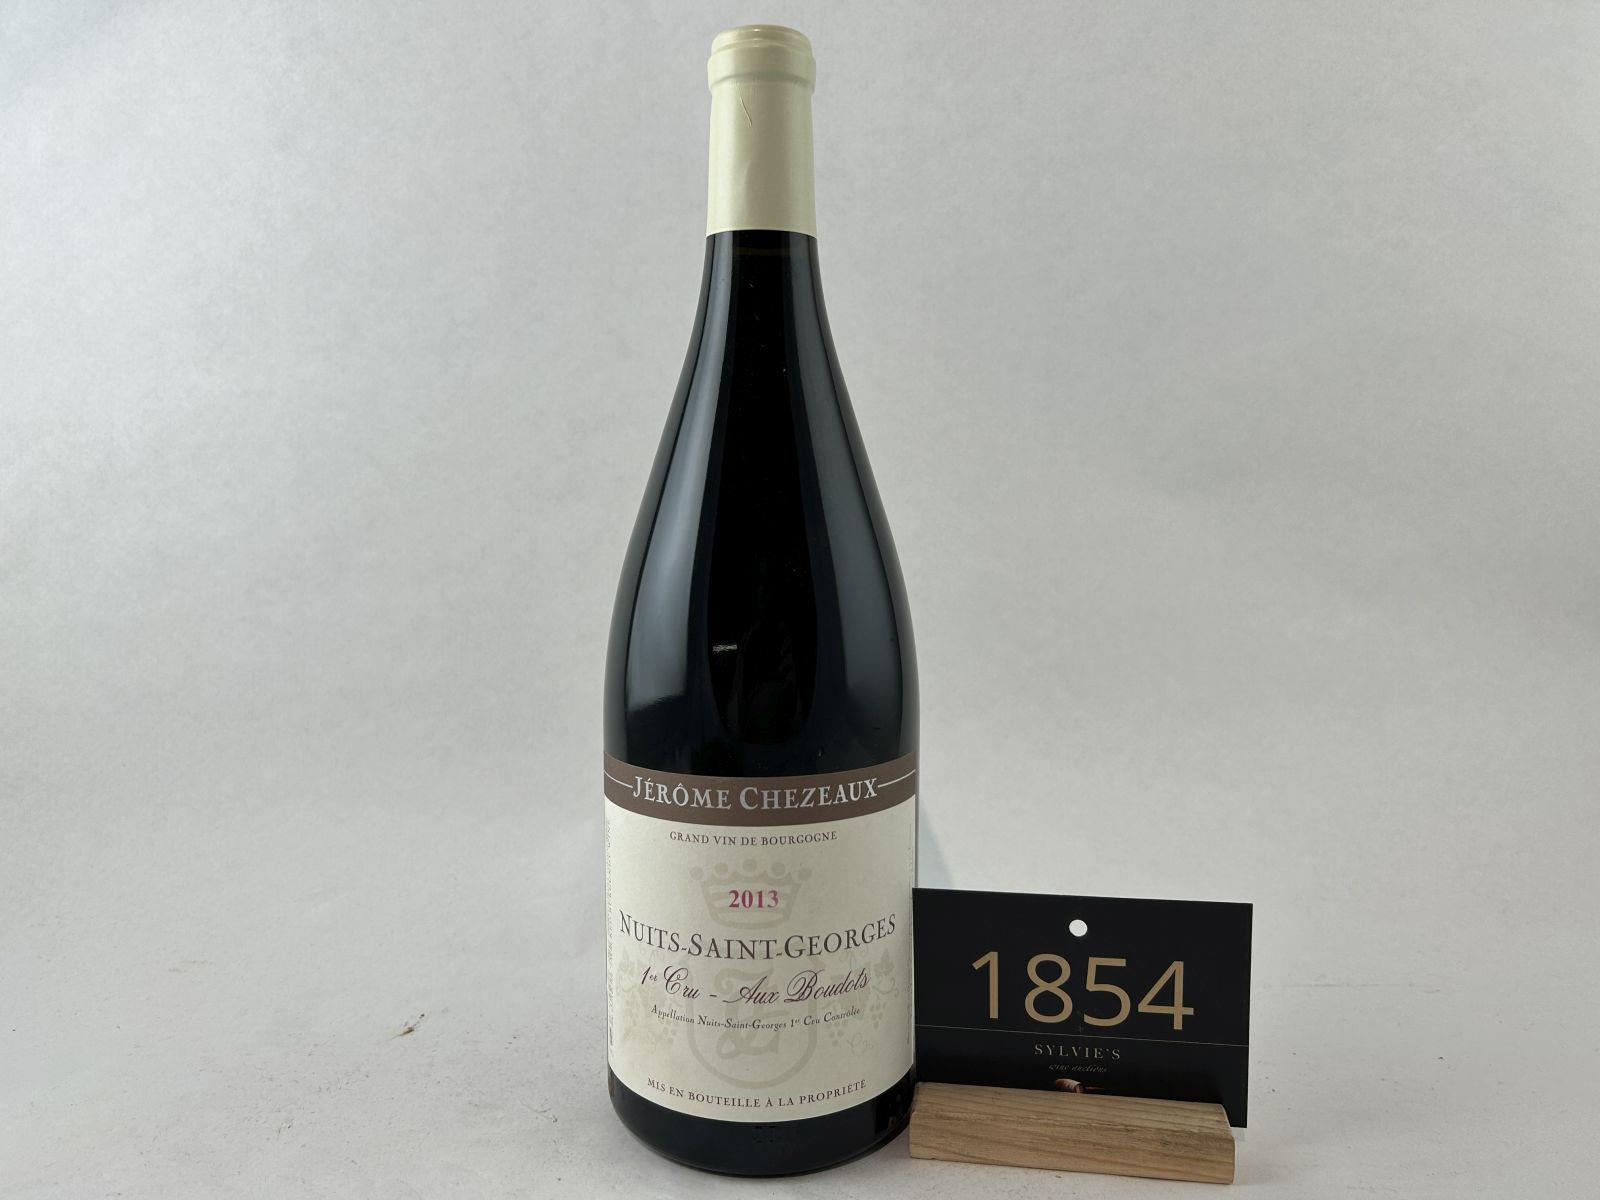 JÉRÔME CHEZEAUX
GRAND VIN DE BOURGOGNE
2013
NUITS-SAINT-GEORGES
1er Cru - Aux Boudots
Appellation Nuits-Saint-Georges 1er Cru Contrôlée
MIS EN BOUTEILLE À LA PROPRIÉTÉ
1854
SYLVIE'S
wine auctions